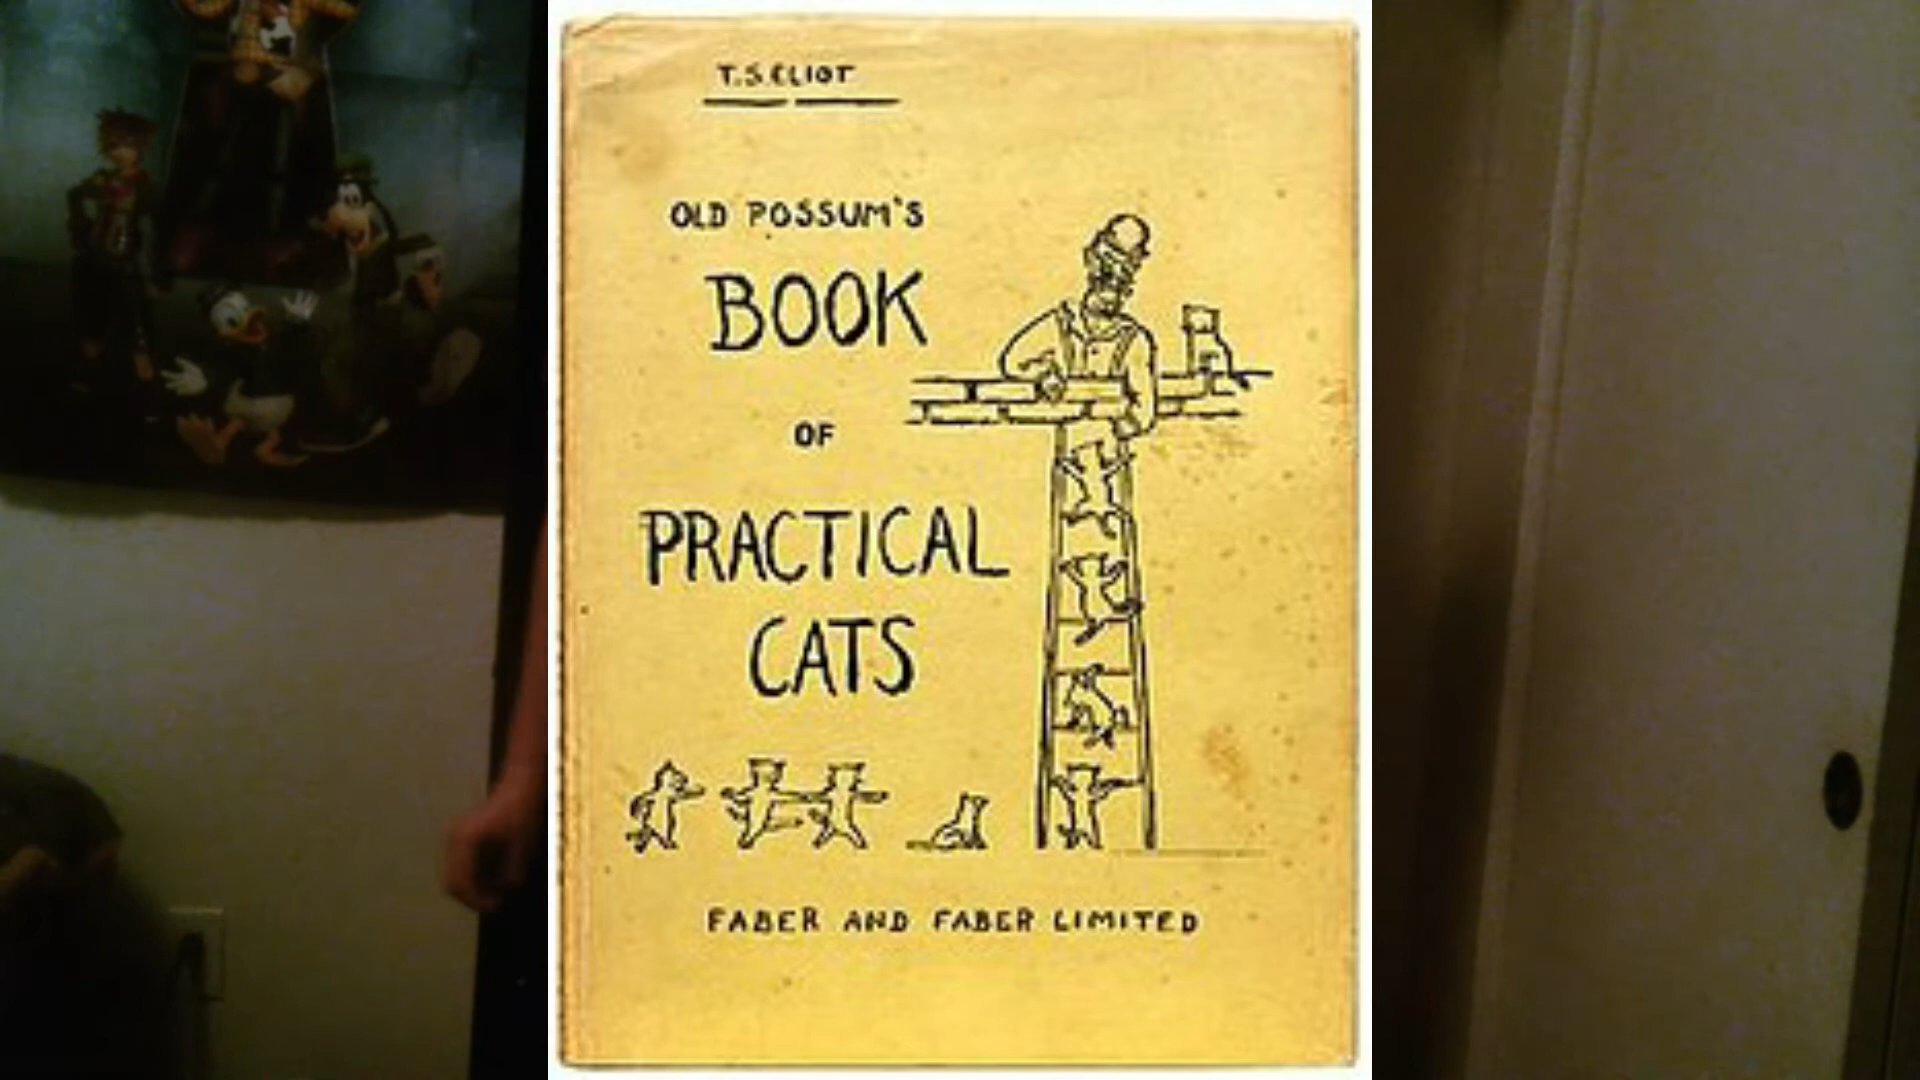 T.S.ELIOT
OLD POSSUM'S
BOOK
OF
PRACTICAL
CATS
FABER AND FABER LIMITED